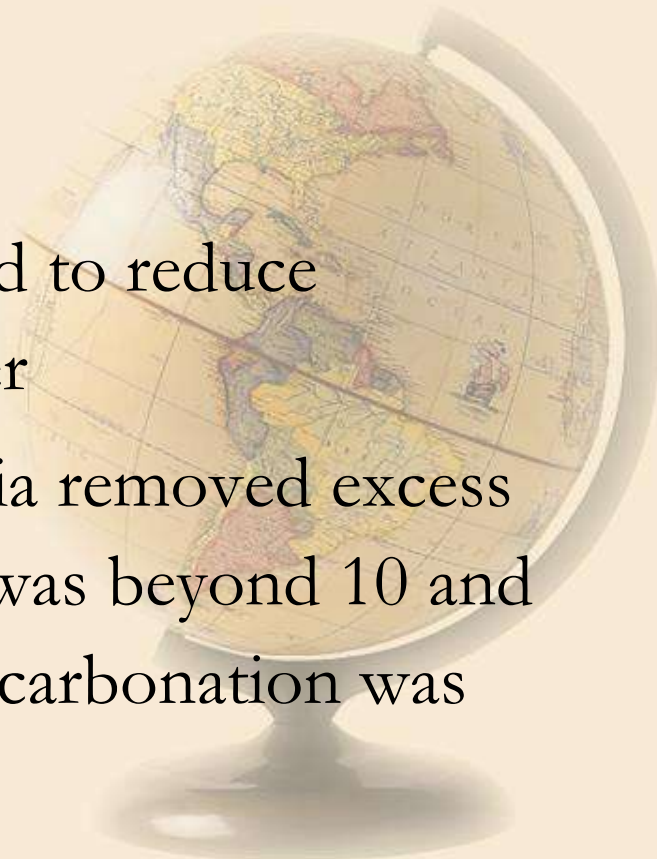 d to reduce
er
ia removed excess
was beyond 10 and
carbonation was